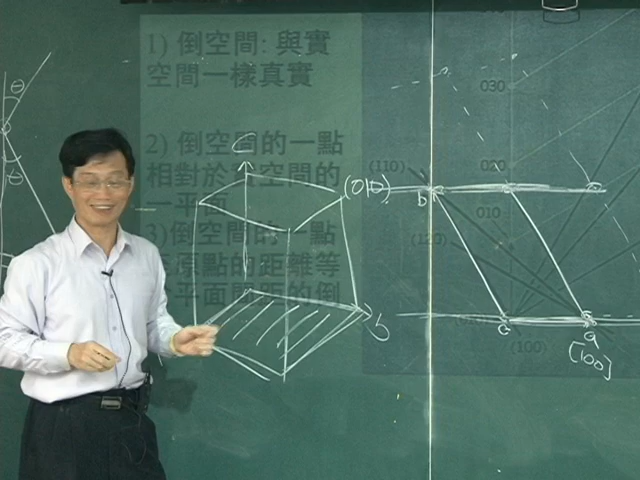 1) 倒空間: 與實
空間一樣真實
2) 倒空間的一點
相對於實空間的
一平面
3)倒空間的一點
距原點的距離等
於平面間距的倒
θ
θ
c
(010)
b
030
(110)
020
b
010
(120)
c
a
(100)
[100]